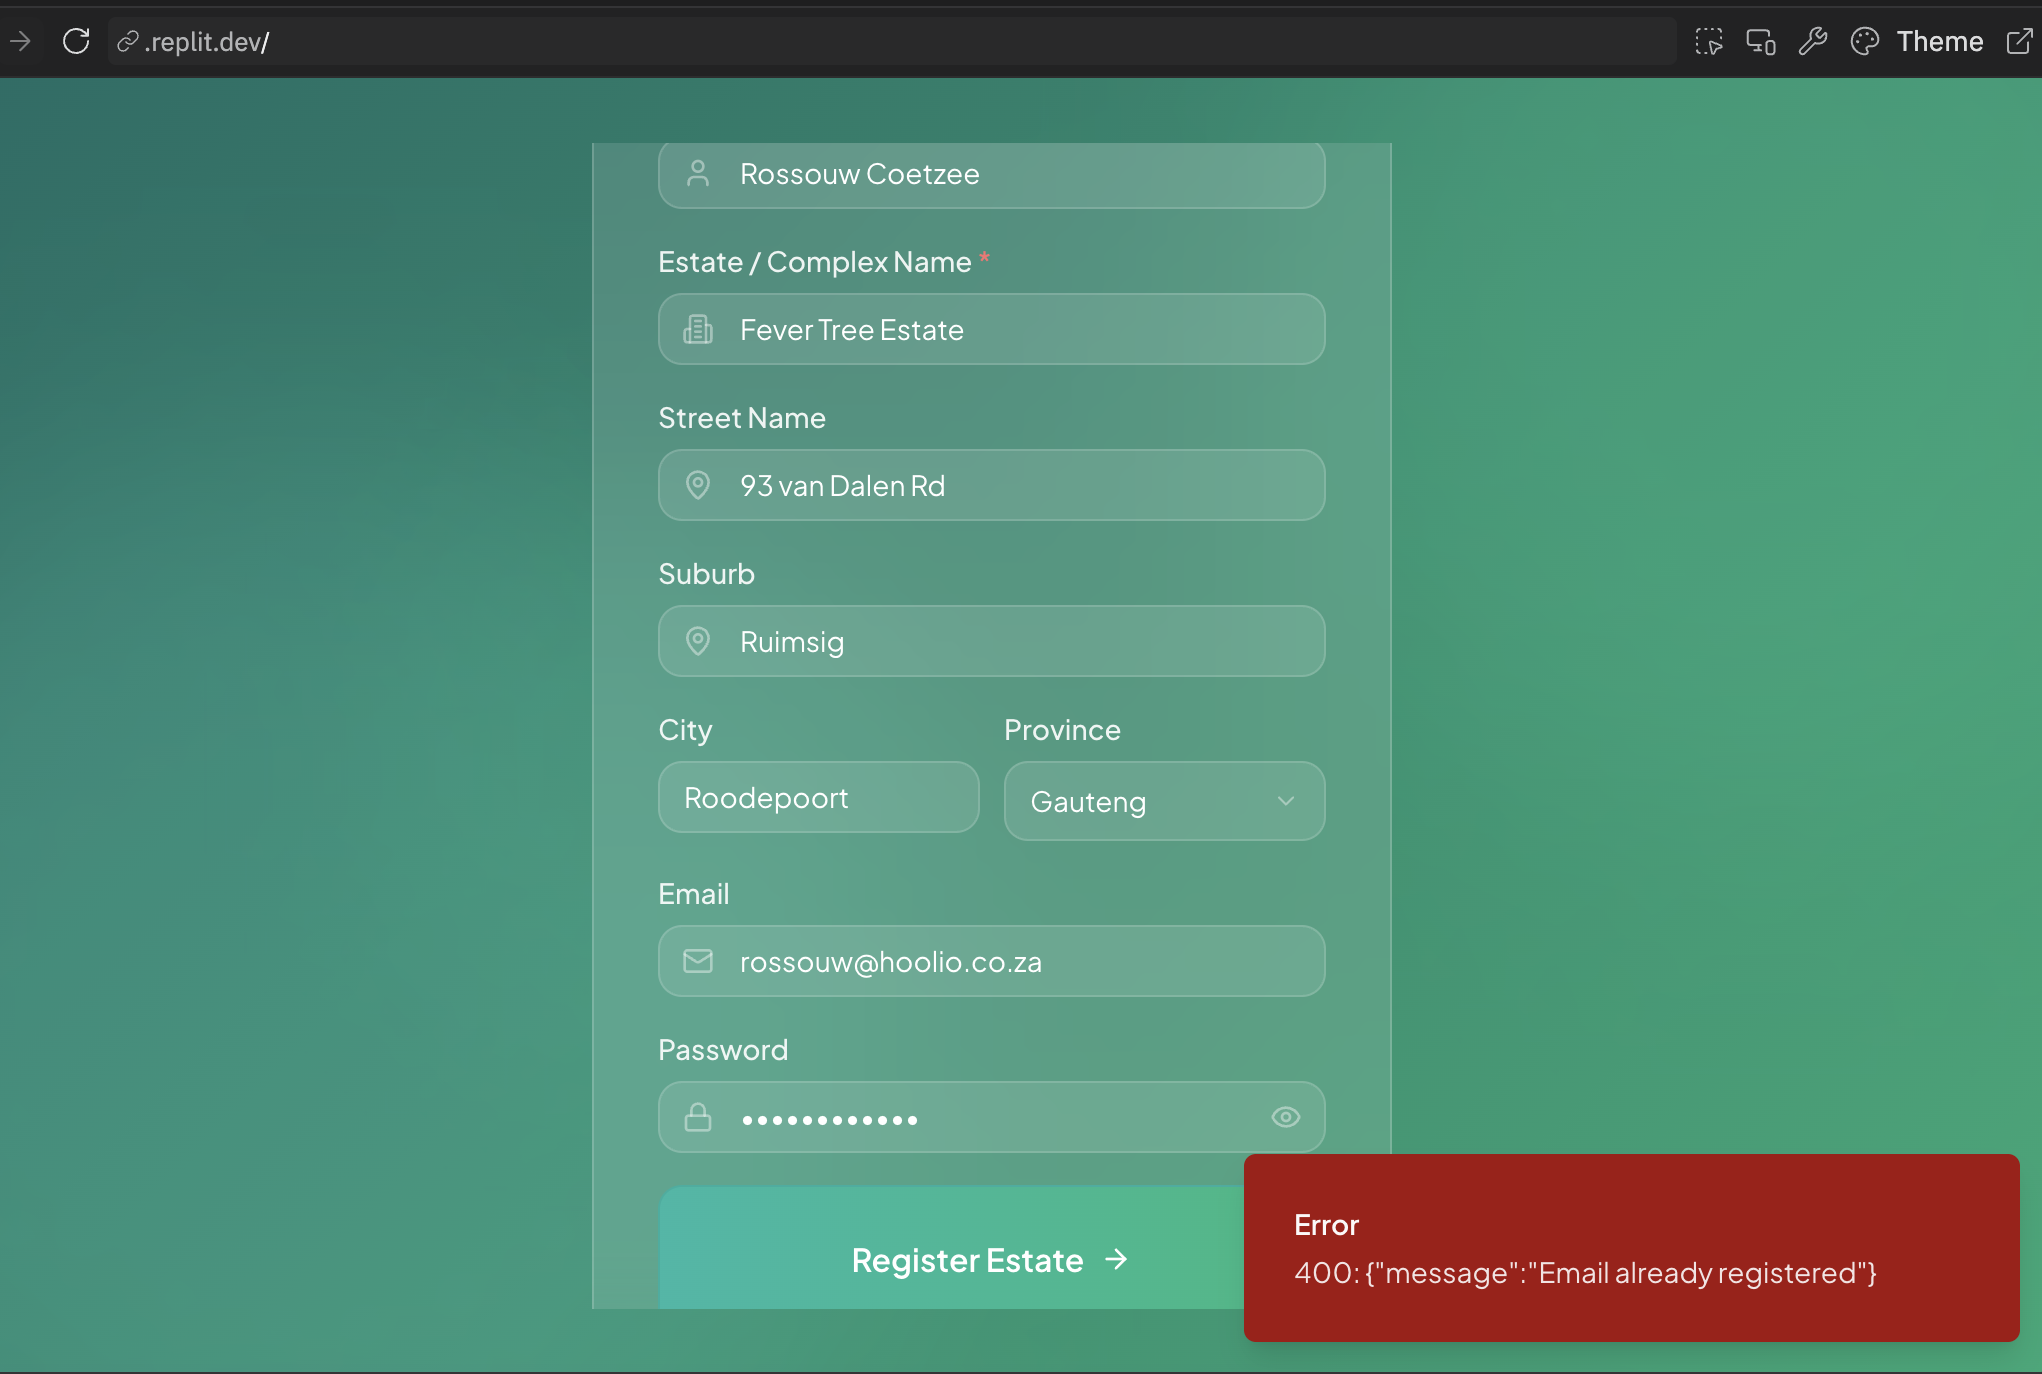 .replit.dev/
Theme
Rossouw Coetzee
Estate / Complex Name *
Fever Tree Estate
Street Name
93 van Dalen Rd
Suburb
Ruimsig
City
Province
Roodepoort
Gauteng
Email
rossouw@hoolio.co.za
Password
••••••••••••
Register Estate →
Error
400: {"message":"Email already registered"}